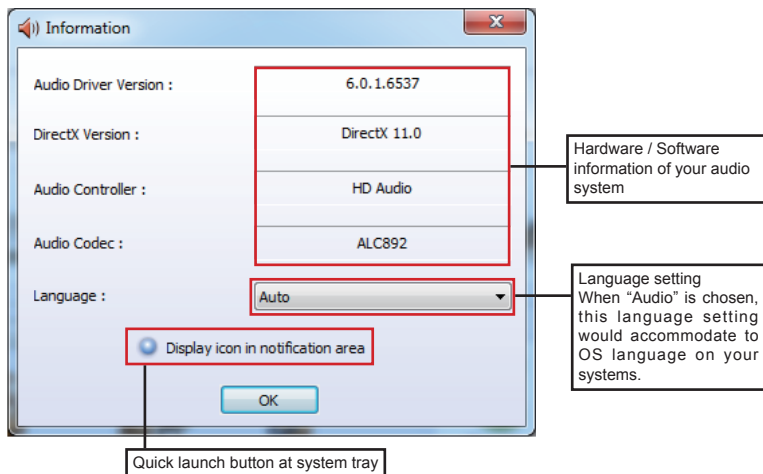 Information
Audio Driver Version :
6.0.1.6537
DirectX Version :
DirectX 11.0
Audio Controller :
HD Audio
Audio Codec :
ALC892
Language :
Auto
Display icon in notification area
OK
Hardware / Software
information of your audio
system
Language setting
When “Audio” is chosen,
this language setting
would accommodate to
OS language on your
systems.
Quick launch button at system tray